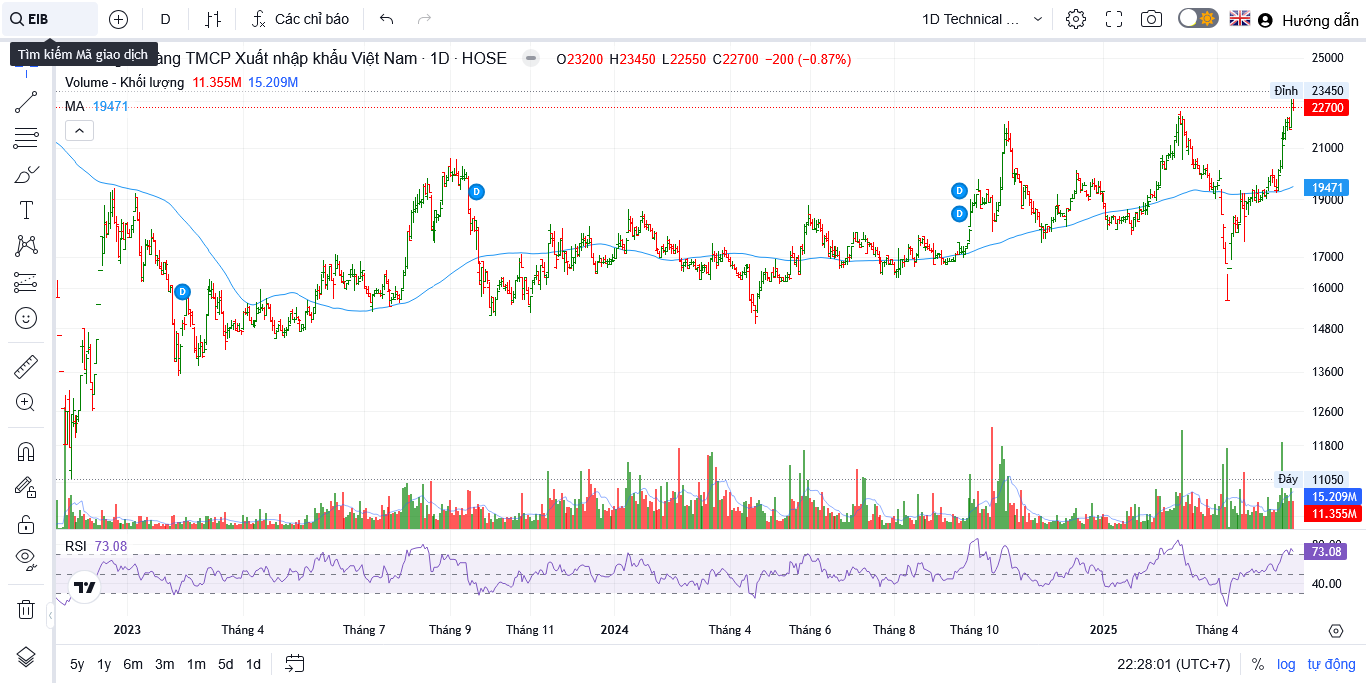 EIB
D
Các chỉ báo
1D Technical ...
Hướng dẫn
Tìm kiếm Mã giao dịch
àng TMCP Xuất nhập khẩu Việt Nam · 1D · HOSE
O23200 H23450 L22550 C22700 −200 (−0.87%)
Volume - Khối lượng 11.355M 15.209M
MA 19471
25000
Đỉnh 23450
22700
21000
19471
19000
17000
16000
14800
13600
12600
11800
Đáy 11050
15.209M
11.355M
D
D
D
D
T
RSI 73.08
80.00
73.08
40.00
2023 Tháng 4 Tháng 7 Tháng 9 Tháng 11 2024 Tháng 4 Tháng 6 Tháng 8 Tháng 10 2025 Tháng 4
5y 1y 6m 3m 1m 5d 1d
22:28:01 (UTC+7) % log tự động